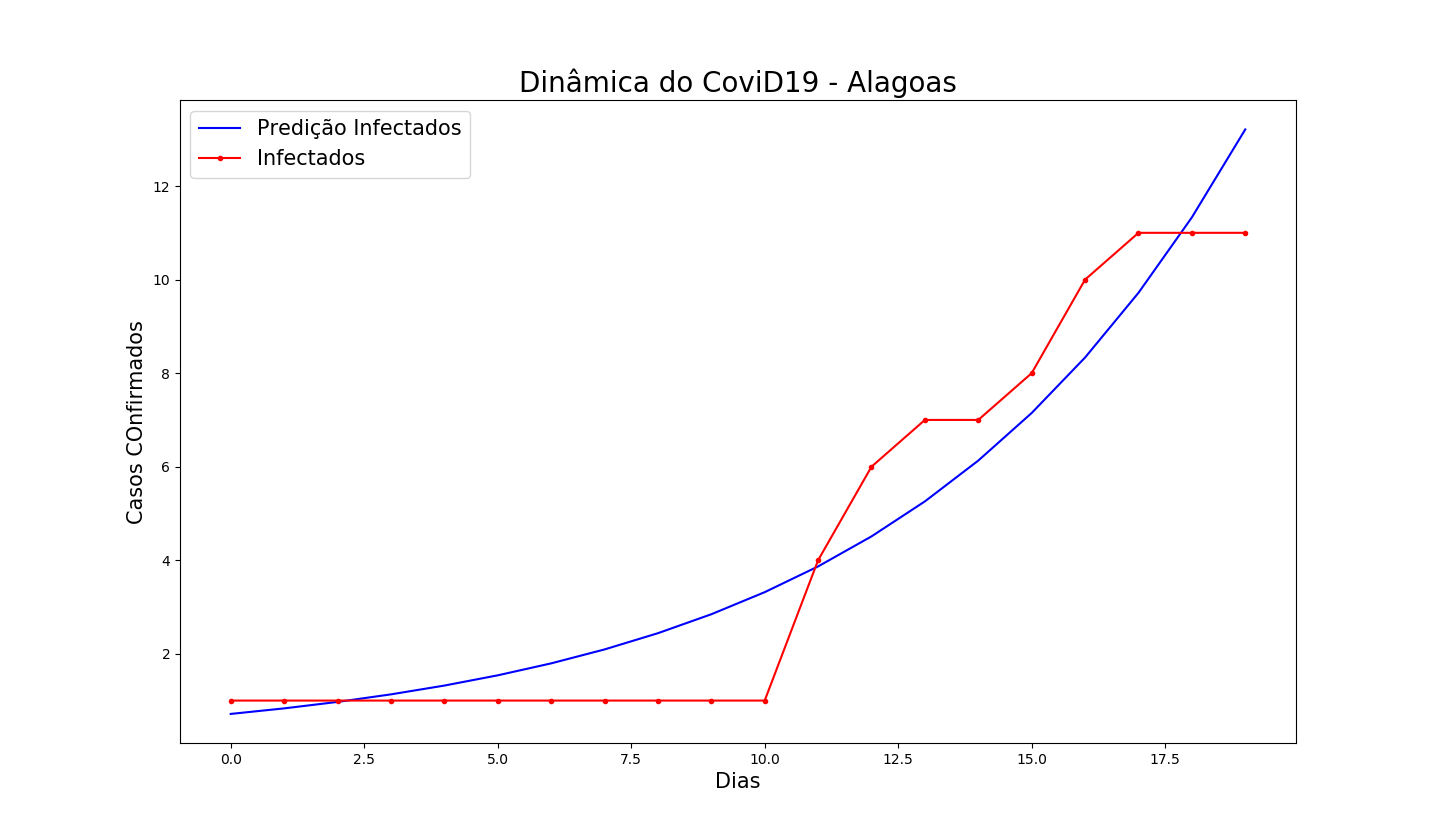 Dinâmica do CoviD19 - Alagoas
Predição Infectados
Infectados
12
10
8
6
4
2
Casos COnfirmados
0.0 2.5 5.0 7.5 10.0 12.5 15.0 17.5
Dias